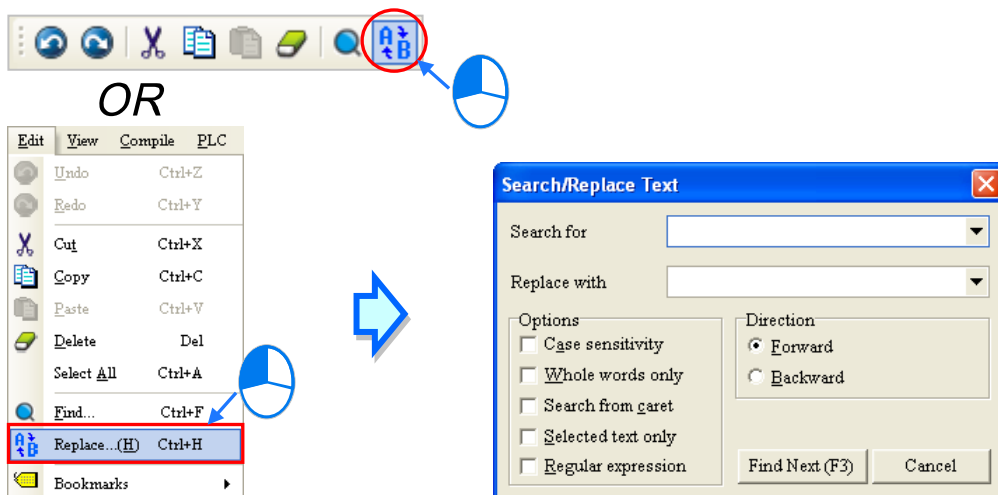 A
B
OR
Edit View Compile PLC
Undo Ctrl+Z
Redo Ctrl+Y
Cut Ctrl+X
Copy Ctrl+C
Paste Ctrl+V
Delete Del
Select All Ctrl+A
Find... Ctrl+F
A B Replace...(H) Ctrl+H
Bookmarks
Search/Replace Text
Search for
Replace with
Options
Case sensitivity
Whole words only
Search from caret
Selected text only
Regular expression
Direction
Forward
Backward
Find Next (F3) Cancel